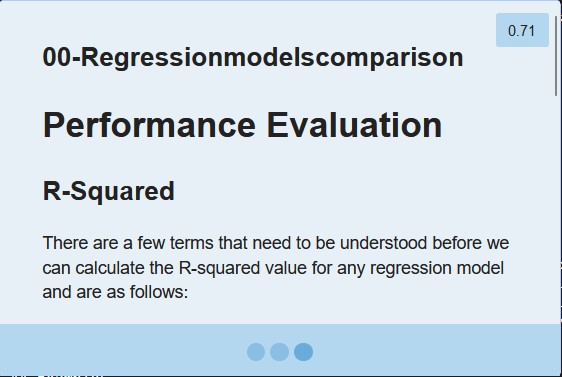 0.71
00-Regressionmodelscomparison
Performance Evaluation
R-Squared
There are a few terms that need to be understood before we
can calculate the R-squared value for any regression model
and are as follows: